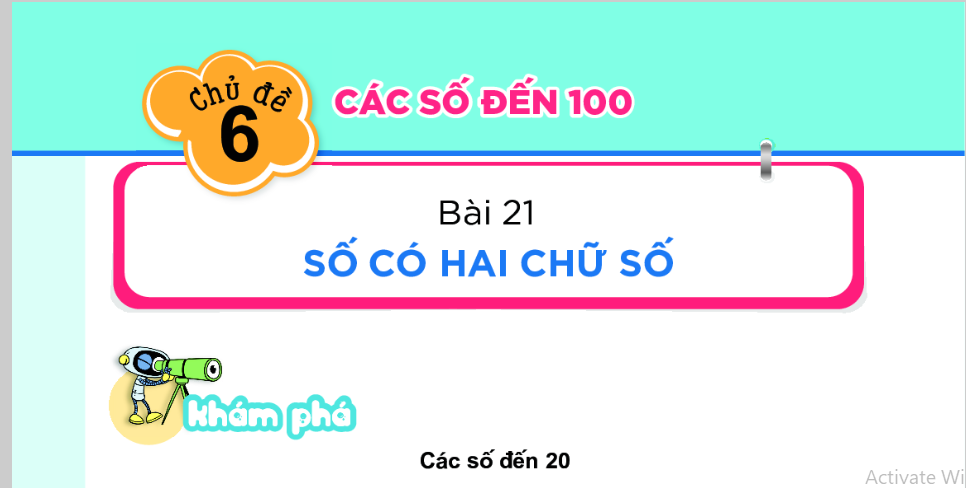 Chủ đề
6
CÁC SỐ ĐẾN 100
Bài 21
SỐ CÓ HAI CHỮ SỐ
khám phá
Các số đến 20
Activate Wi